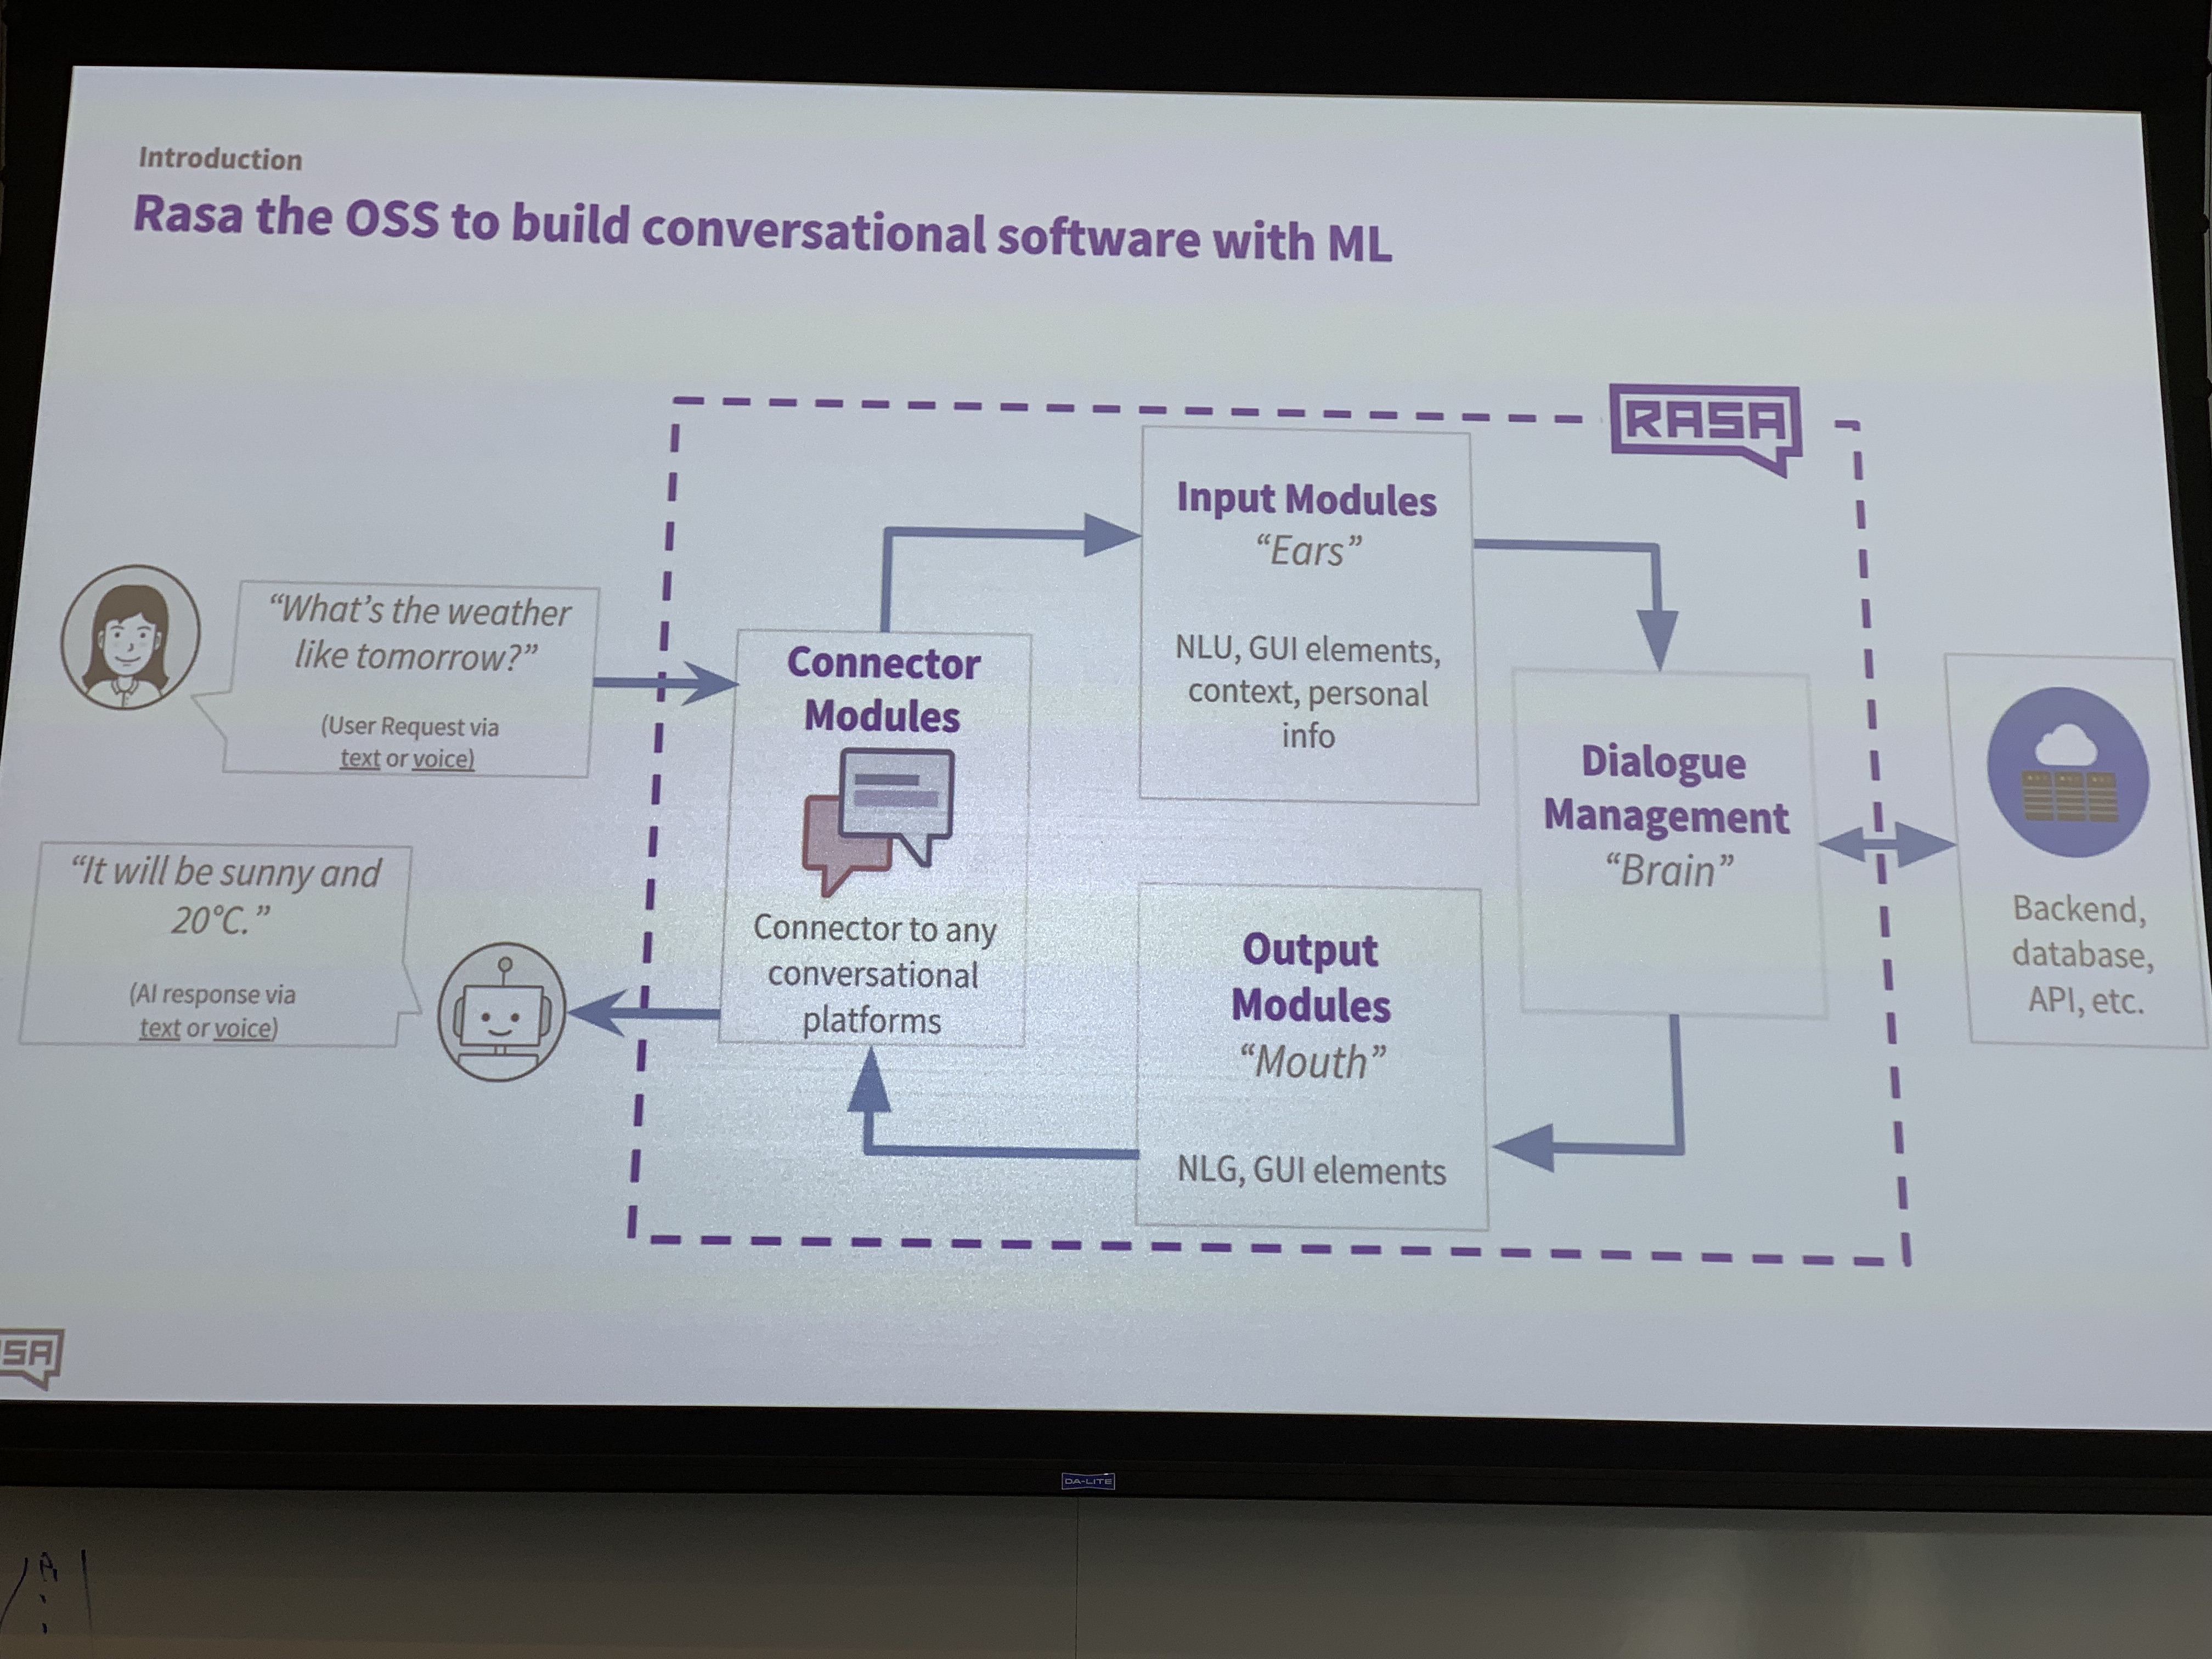 Introduction
Rasa the OSS to build conversational software with ML
RASA
“What’s the weather
like tomorrow?”
(User Request via
text or voice)
“It will be sunny and
20°C.”
(AI response via
text or voice)
Connector
Modules
Connector to any
conversational
platforms
Input Modules
“Ears”
NLU, GUI elements,
context, personal
info
Dialogue
Management
“Brain”
Output
Modules
“Mouth”
NLG, GUI elements
Backend,
database,
API, etc.
SA
DA-LITE
A